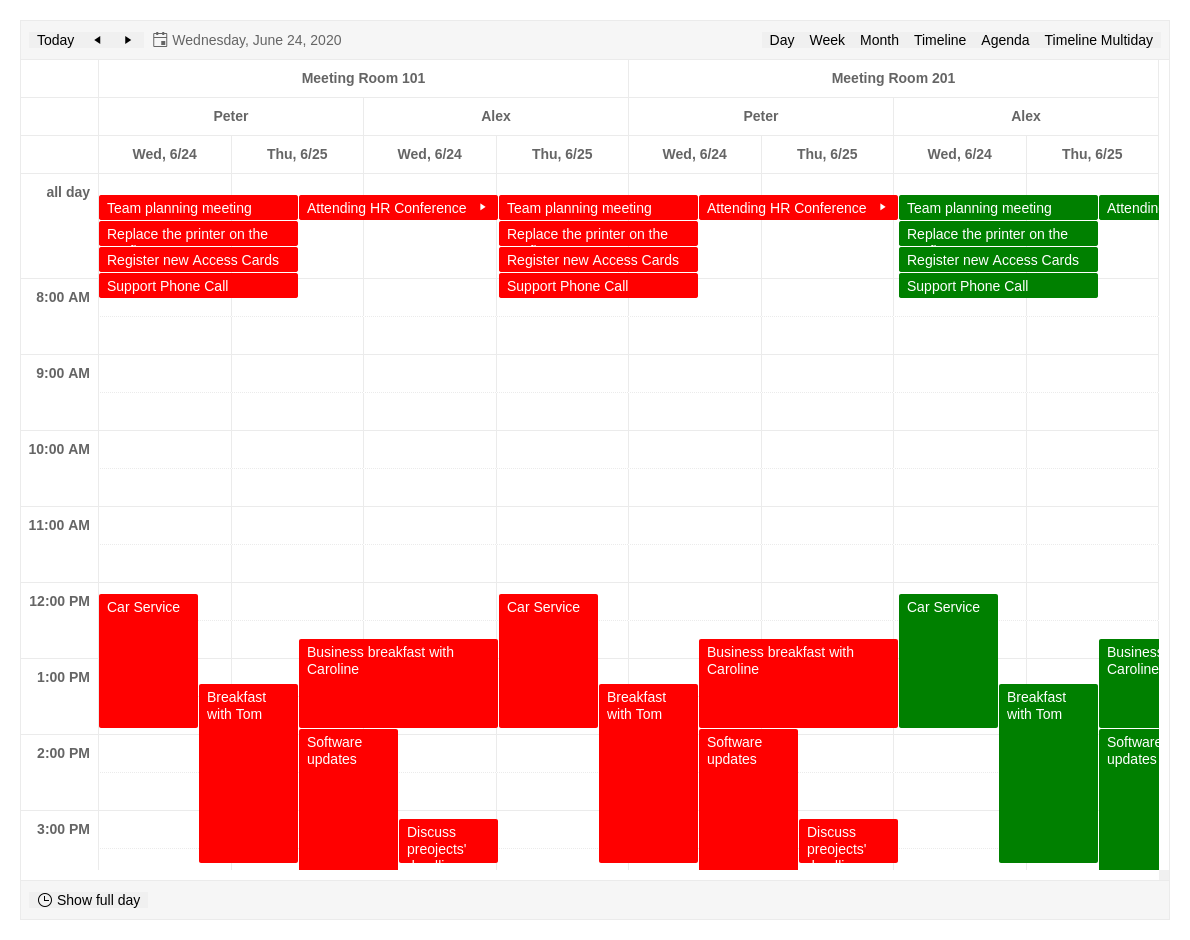 Today
Wednesday, June 24, 2020
Day Week Month Timeline Agenda Timeline Multiday
Meeting Room 101 Meeting Room 201
Peter Alex Peter Alex
Wed, 6/24 Thu, 6/25 Wed, 6/24 Thu, 6/25 Wed, 6/24 Thu, 6/25 Wed, 6/24 Thu, 6/25
all day
Team planning meeting Attending HR Conference Team planning meeting Attending HR Conference Team planning meeting
Replace the printer on the Replace the printer on the Replace the printer on the
Register new Access Cards Register new Access Cards Register new Access Cards
Support Phone Call Support Phone Call Support Phone Call
8:00 AM
9:00 AM
10:00 AM
11:00 AM
12:00 PM
Car Service Car Service Car Service
Business breakfast with Business breakfast with Business
Caroline Caroline Caroline
1:00 PM
Breakfast Breakfast Breakfast
with Tom with Tom with Tom
Software Software Software
updates updates updates
2:00 PM
3:00 PM
Discuss Discuss
preojects' preojects'
Show full day